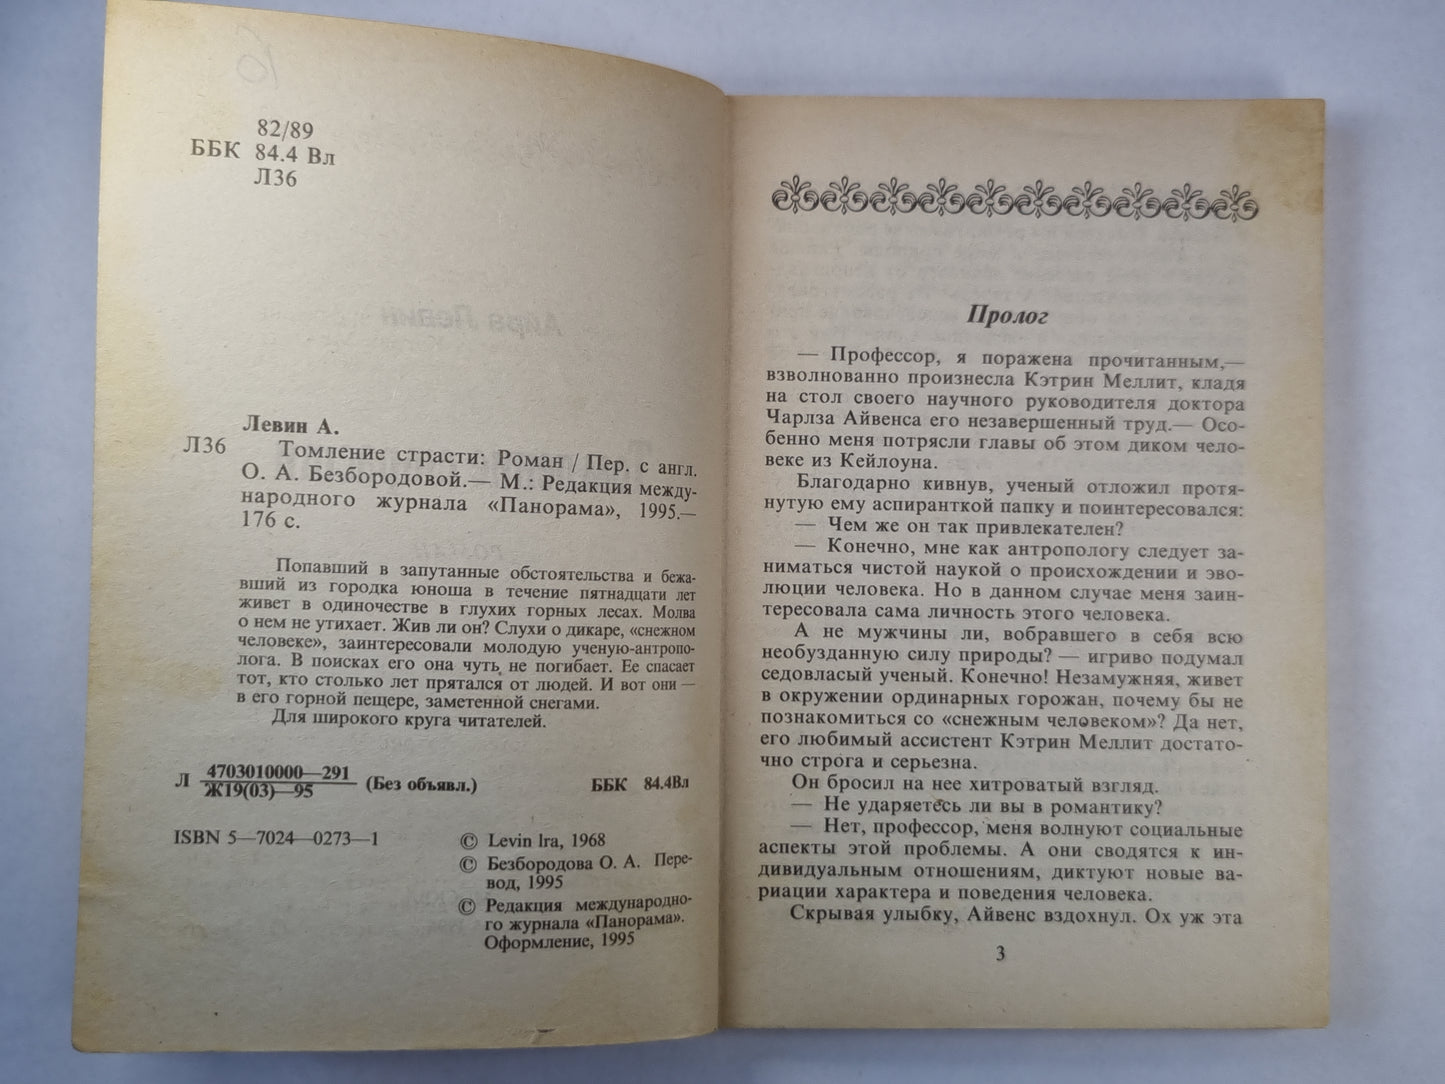 82/89
ББК 84.4 Вл
Л36
Левин А.
Л36 Томление страсти: Роман / Пер. с англ.
О. А. Безбородовой.— М.: Редакция между-
народного журнала «Панорама», 1995.—
176 с.
Попавший в запутанные обстоятельства и бежа-
вший из городка юноша в течение пятнадцати лет
живет в одиночестве в глухих горных лесах. Молва
о нем не утихает. Жив ли он? Слухи о дикаре, «снежном
человеке», заинтересовали молодую ученую-антропо-
лога. В поисках его она чуть не погибает. Ее спасает
тот, кто столько лет прятался от людей. И вот они —
в его горной пещере, заметенной снегами.
Для широкого круга читателей.
Л 4703010000—291
Ж19(03)—95 (Без объявл.) ББК 84.4Вл
ISBN 5—7024—0273—1
© Levin Ira, 1968
© Безбородова О. А. Пере-
вод, 1995
© Редакция международно-
го журнала «Панорама».
Оформление, 1995
Пролог
— Профессор, я поражена прочитанным,—
взволнованно произнесла Кэтрин Меллит, кладя
на стол своего научного руководителя доктора
Чарлза Айвенса его незавершенный труд.— Осо-
бенно меня потрясли главы об этом диком чело-
веке из Кейлоуна.
Благодарно кивнув, ученый отложил протя-
нутую ему аспиранткой папку и поинтересовался:
— Чем же он так привлекателен?
— Конечно, мне как антропологу следует за-
ниматься чистой наукой о происхождении и эво-
люции человека. Но в данном случае меня заин-
тересовала сама личность этого человека.
А не мужчины ли, вобравшего в себя всю
необузданную силу природы? — игриво подумал
седовласый ученый. Конечно! Незамужняя, живет
в окружении ординарных горожан, почему бы не
познакомиться со «снежным человеком»? Да нет,
его любимый ассистент Кэтрин Меллит достато-
чно строга и серьезна.
Он бросил на нее хитроватый взгляд.
— Не ударяетесь ли вы в романтику?
— Нет, профессор, меня волнуют социальные
аспекты этой проблемы. А они сводятся к ин-
дивидуальным отношениям, диктуют новые ва-
риации характера и поведения человека.
Скрывая улыбку, Айвенс вздохнул. Ох уж эта
3